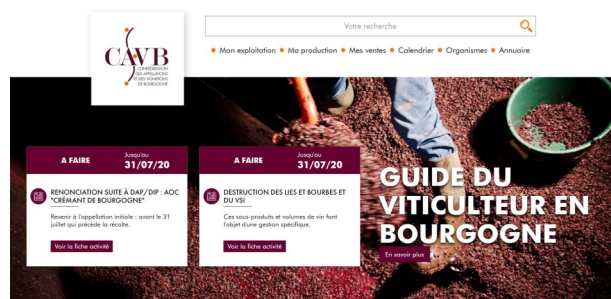 Votre recherche
CAVB
CONFÉDÉRATION
DES APPELLATIONS
ET DES VIGNERONS
DE BOURGOGNE
Mon exploitation Ma production Mes ventes Calendrier Organismes Annuaire
A FAIRE
Jusqu'au
31/07/20
RENONCIATION SUITE À DAP/DIP : AOC
"CRÉMANT DE BOURGOGNE"
Revenir à l'appellation initiale : avant le 31
juillet qui précède la récolte.
Voir la fiche activité
A FAIRE
Jusqu'au
31/07/20
DESTRUCTION DES LIES ET BOURBES ET
DU VSI
Ces sous-produits et volumes de vin font
l'objet d'une gestion spécifique.
Voir la fiche activité
GUIDE DU
VITICULTEUR EN
BOURGOGNE
En savoir plus